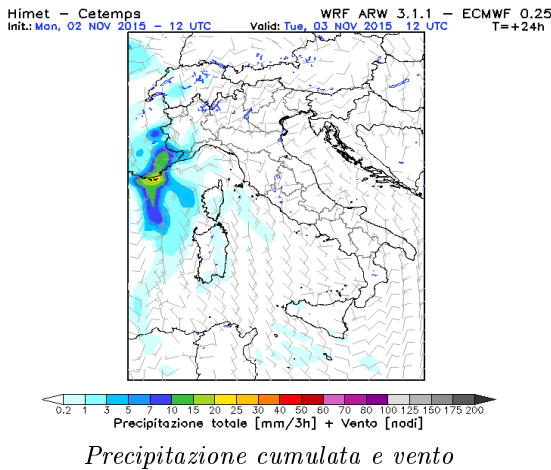 Himet – Cetemps WRF ARW 3.1.1 – ECMWF 0.25
Init.: Mon, 02 NOV 2015 – 12 UTC Valid: Tue, 03 NOV 2015 12 UTC T=+24h
0.2 1 3 5 7 10 15 20 25 30 40 50 60 70 80 100 125 150 175 200
Precipitazione totale [mm/3h] + Vento [nodi]
Precipitazione cumulata e vento